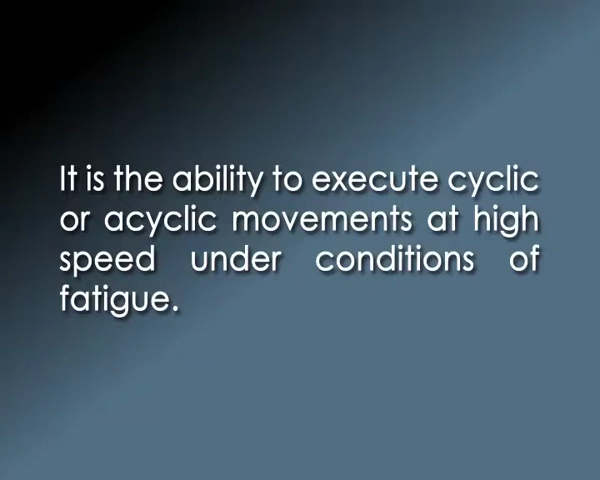 It is the ability to execute cyclic
or acyclic movements at high
speed under conditions of
fatigue.